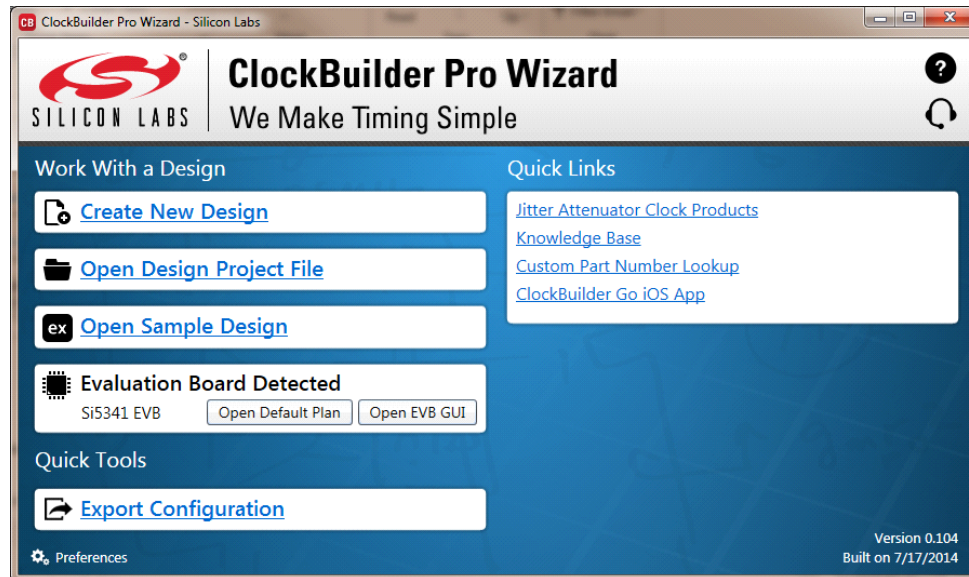 CB ClockBuilder Pro Wizard - Silicon Labs
SILICON LABS
®
ClockBuilder Pro Wizard
We Make Timing Simple
?
Work With a Design
Create New Design
Open Design Project File
ex Open Sample Design
Evaluation Board Detected
Si5341 EVB Open Default Plan Open EVB GUI
Quick Tools
Export Configuration
Preferences
Quick Links
Jitter Attenuator Clock Products
Knowledge Base
Custom Part Number Lookup
ClockBuilder Go iOS App
Version 0.104
Built on 7/17/2014